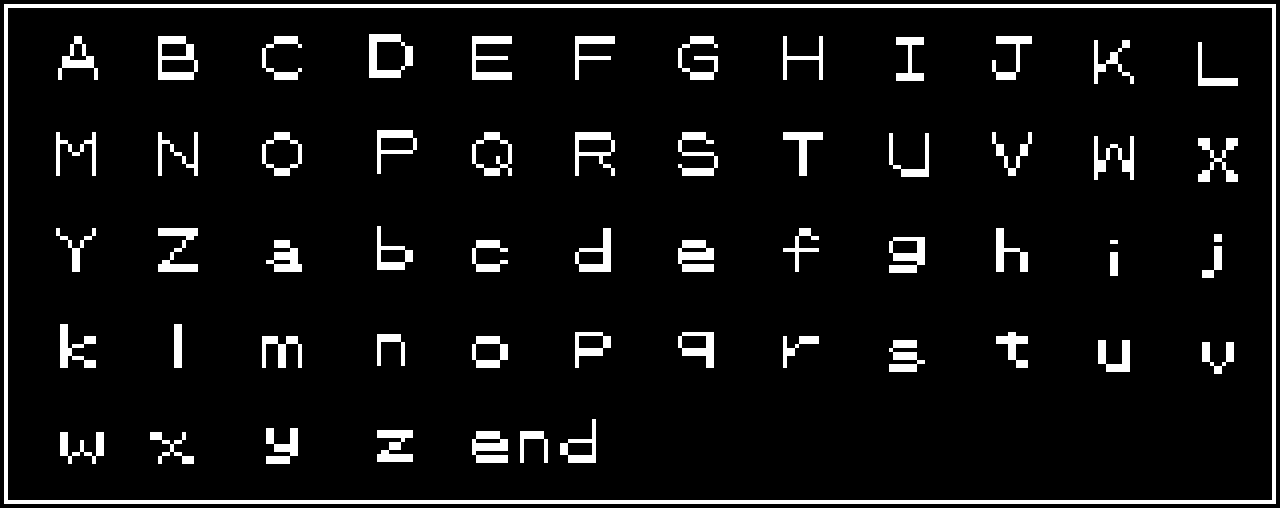 A B C D E F G H I J K L
M N O P Q R S T U V W X
Y Z a b c d e f g h i j
k l m n o p q r s t u v
w x y z end